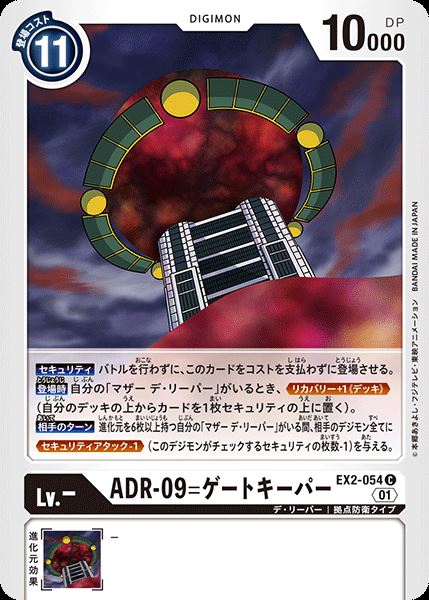 DIGIMON
登場コスト
11
DP
10000
セキュリティ バトルを行わずに、このカードをコストを支払わずに登場させる。
登場時 自分の「マザー デ・リーパー」がいるとき、リカバリー+1《デッキ》
(自分のデッキの上からカードを1枚セキュリティの上に置く)。
相手のターン 進化元を6枚以上持つ自分の「マザー デ・リーパー」がいる間、相手のデジモン全てに
セキュリティアタック-1 (このデジモンがチェックするセキュリティの枚数-1)を与える。
Lv.ー
ADR-09=ゲートキーパー
EX2-054 C
01
デ・リーパー | 拠点防衛タイプ
進化元効果
ー
©本郷あきよし・フジテレビ・東映アニメーション BANDAI MADE IN JAPAN